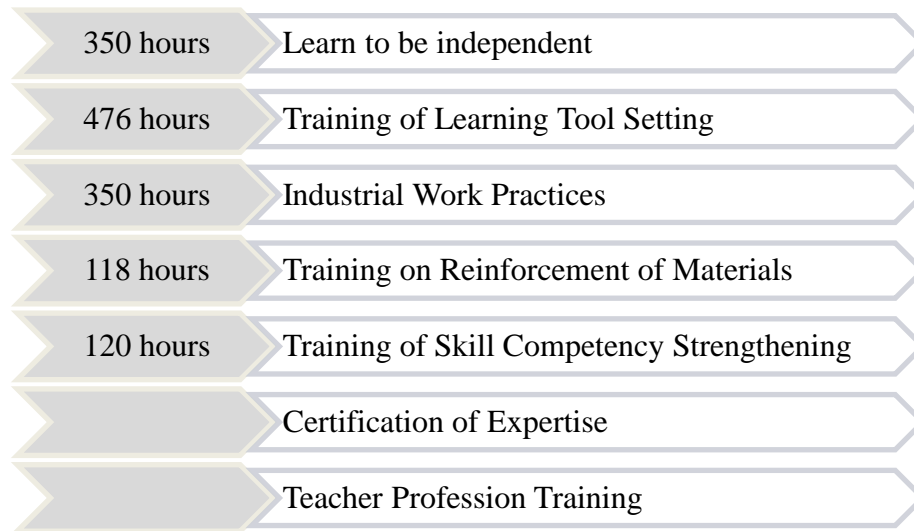 350 hours Learn to be independent
476 hours Training of Learning Tool Setting
350 hours Industrial Work Practices
118 hours Training on Reinforcement of Materials
120 hours Training of Skill Competency Strengthening
Certification of Expertise
Teacher Profession Training